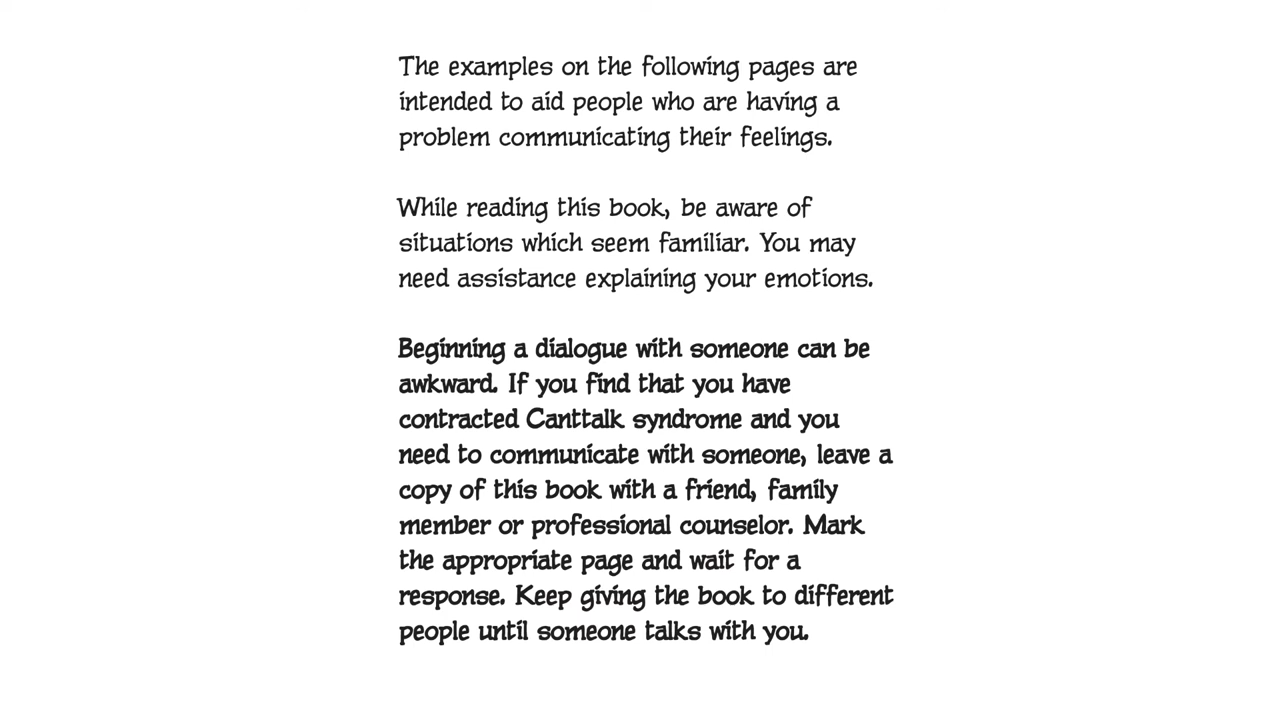 The examples on the following pages are
intended to aid people who are having a
problem communicating their feelings.
While reading this book, be aware of
situations which seem familiar. You may
need assistance explaining your emotions.
Beginning a dialogue with someone can be
awkward. If you find that you have
contracted Canttalk syndrome and you
need to communicate with someone, leave a
copy of this book with a friend, family
member or professional counselor. Mark
the appropriate page and wait for a
response. Keep giving the book to different
people until someone talks with you.